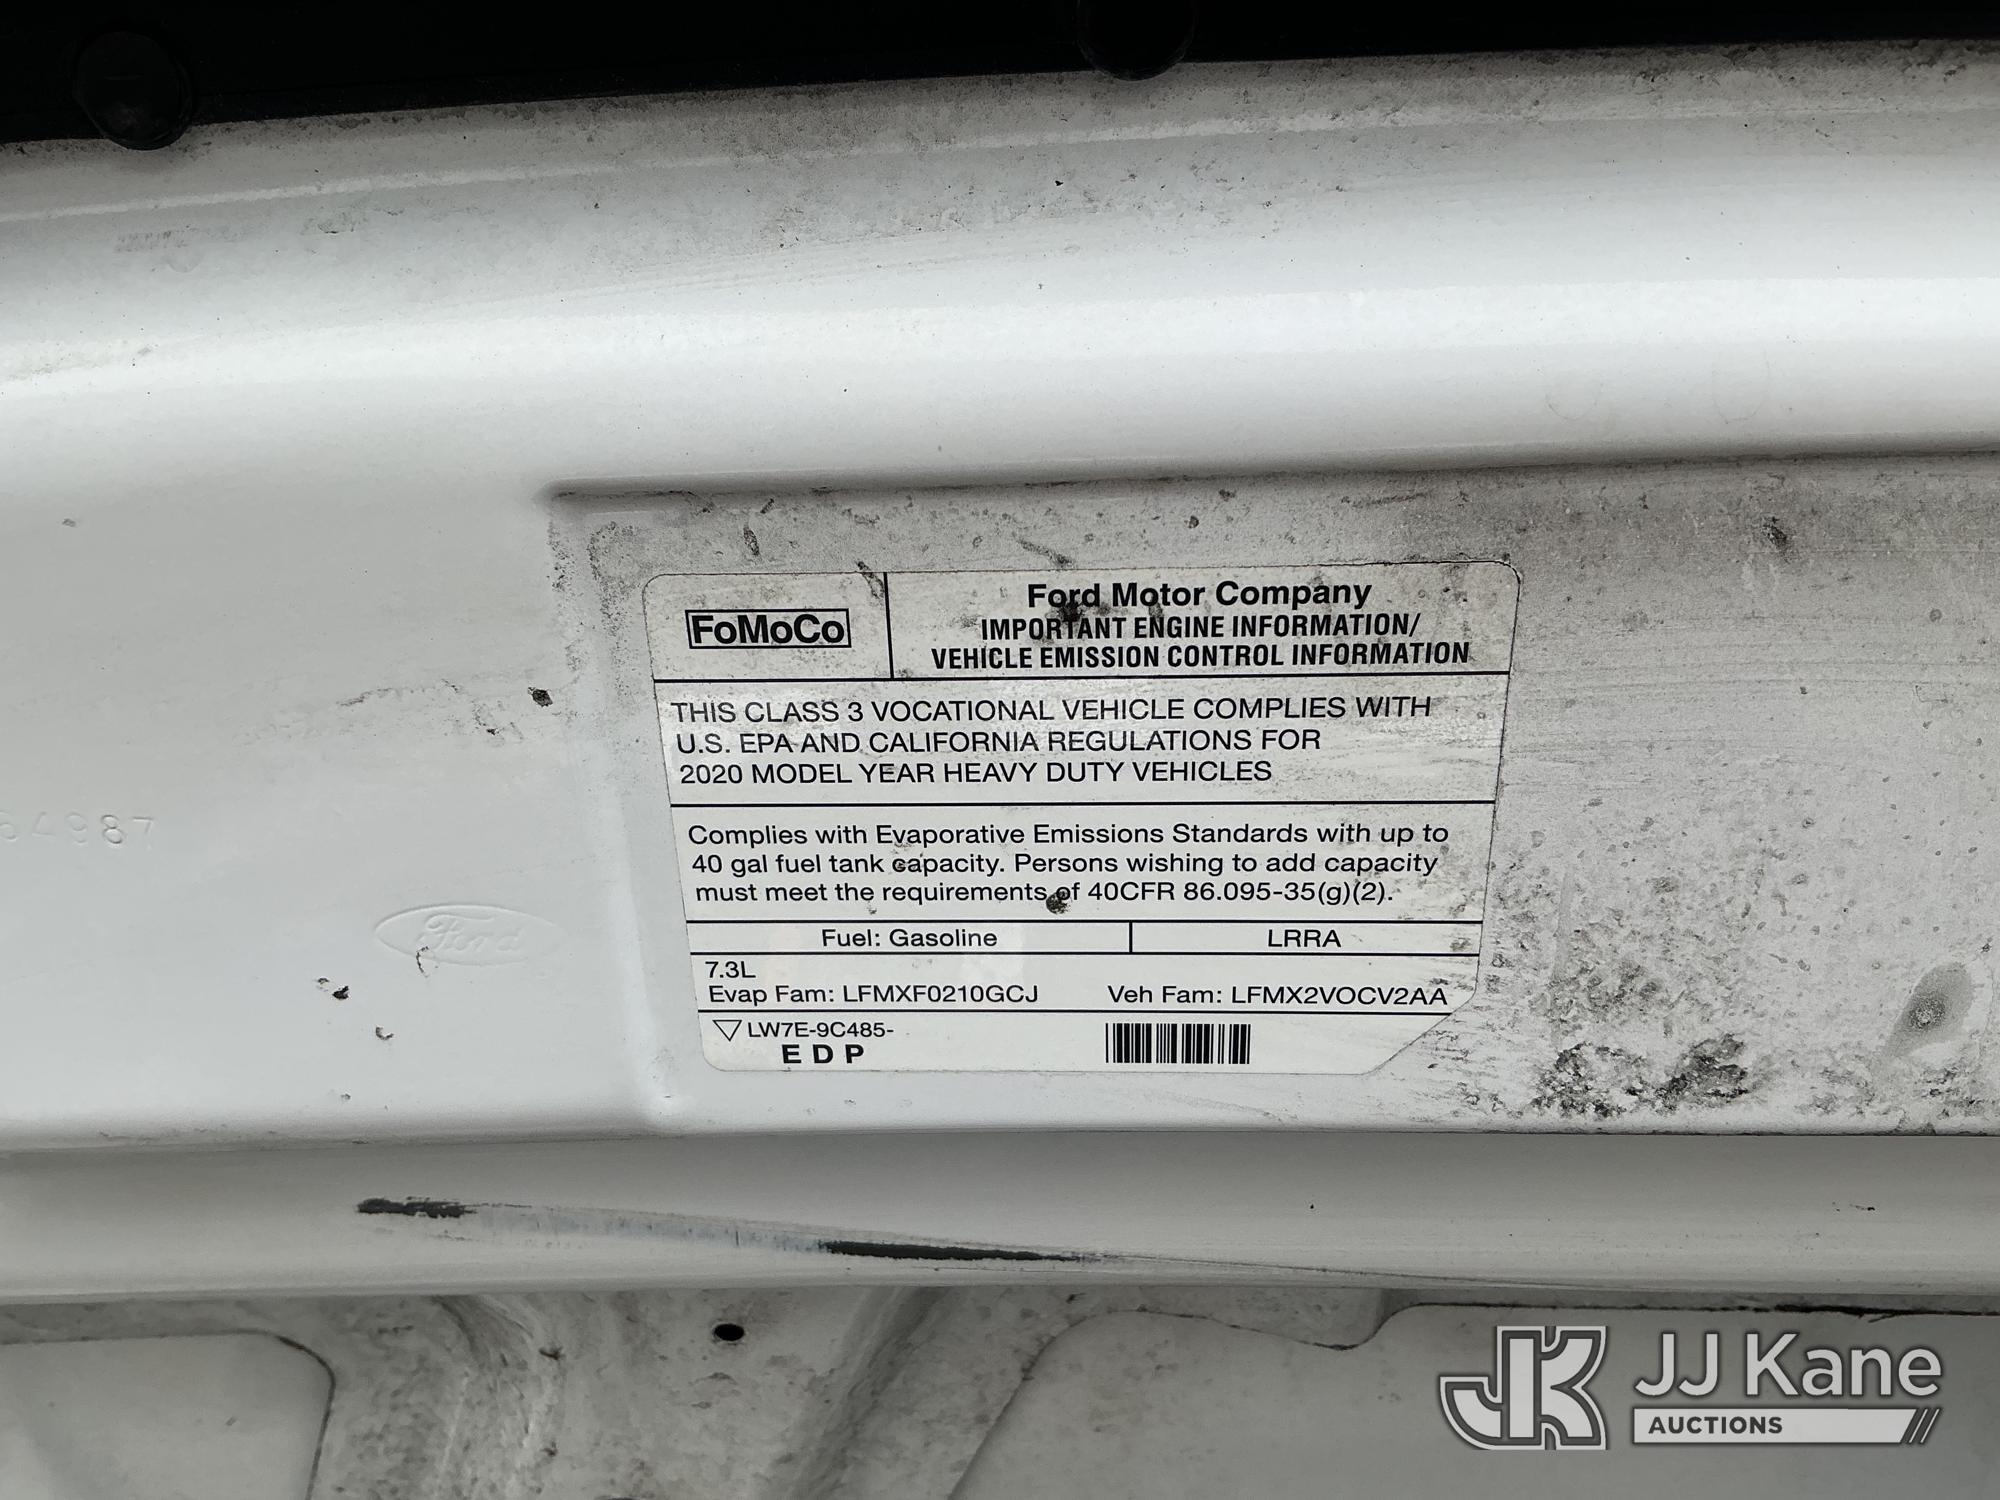 FoMoCo
Ford Motor Company
IMPORTANT ENGINE INFORMATION/
VEHICLE EMISSION CONTROL INFORMATION
THIS CLASS 3 VOCATIONAL VEHICLE COMPLIES WITH
U.S. EPA AND CALIFORNIA REGULATIONS FOR
2020 MODEL YEAR HEAVY DUTY VEHICLES
Complies with Evaporative Emissions Standards with up to
40 gal fuel tank capacity. Persons wishing to add capacity
must meet the requirements of 40CFR 86.095-35(g)(2).
Fuel: Gasoline LRRA
7.3L
Evap Fam: LFMXF0210GCJ Veh Fam: LFMX2VOCV2AA
LW7E-9C485-
E D P
Ford
JK JJ Kane
AUCTIONS